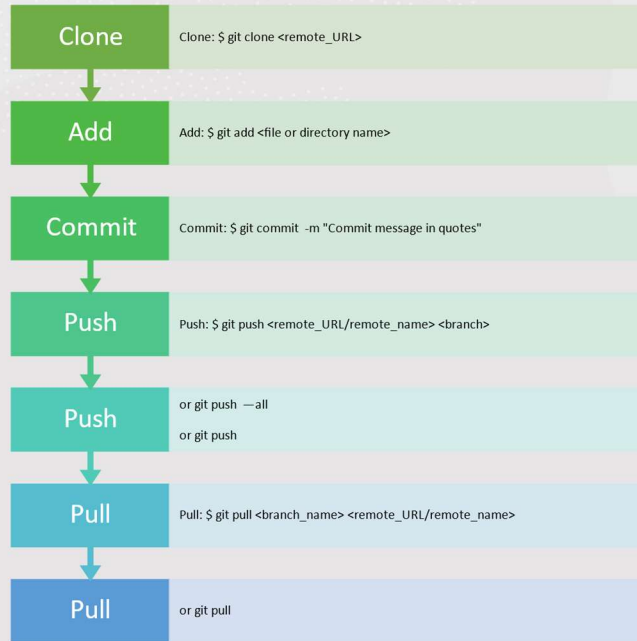 Clone
Clone: $ git clone <remote_URL>
Add
Add: $ git add <file or directory name>
Commit
Commit: $ git commit  -m "Commit message in quotes"
Push
Push: $ git push <remote_URL/remote_name> <branch>
Push
or git push  —all
or git push
Pull
Pull: $ git pull <branch_name> <remote_URL/remote_name>
Pull
or git pull